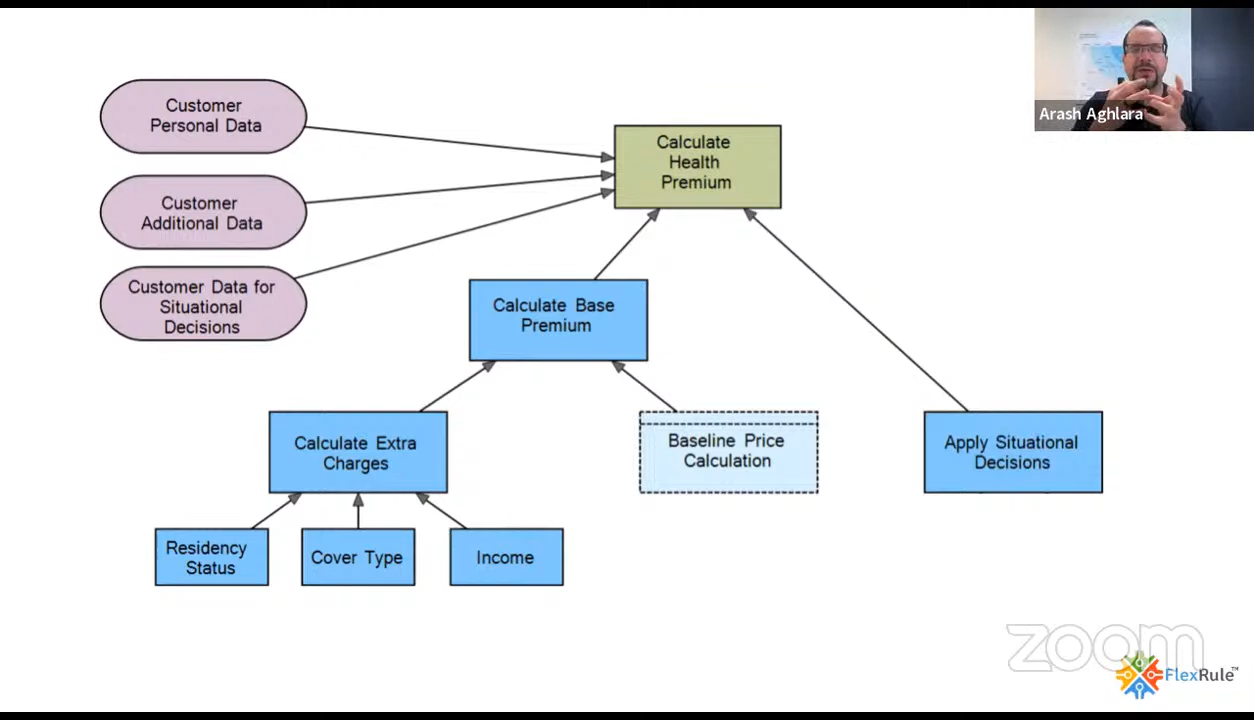 Customer
Personal Data
Calculate
Health
Premium
Arash Aghlara
Customer
Additional Data
Customer Data for
Situational
Decisions
Calculate Base
Premium
Calculate Extra
Charges
Baseline Price
Calculation
Apply Situational
Decisions
Residency
Status
Cover Type
Income
zoom
FlexRule™